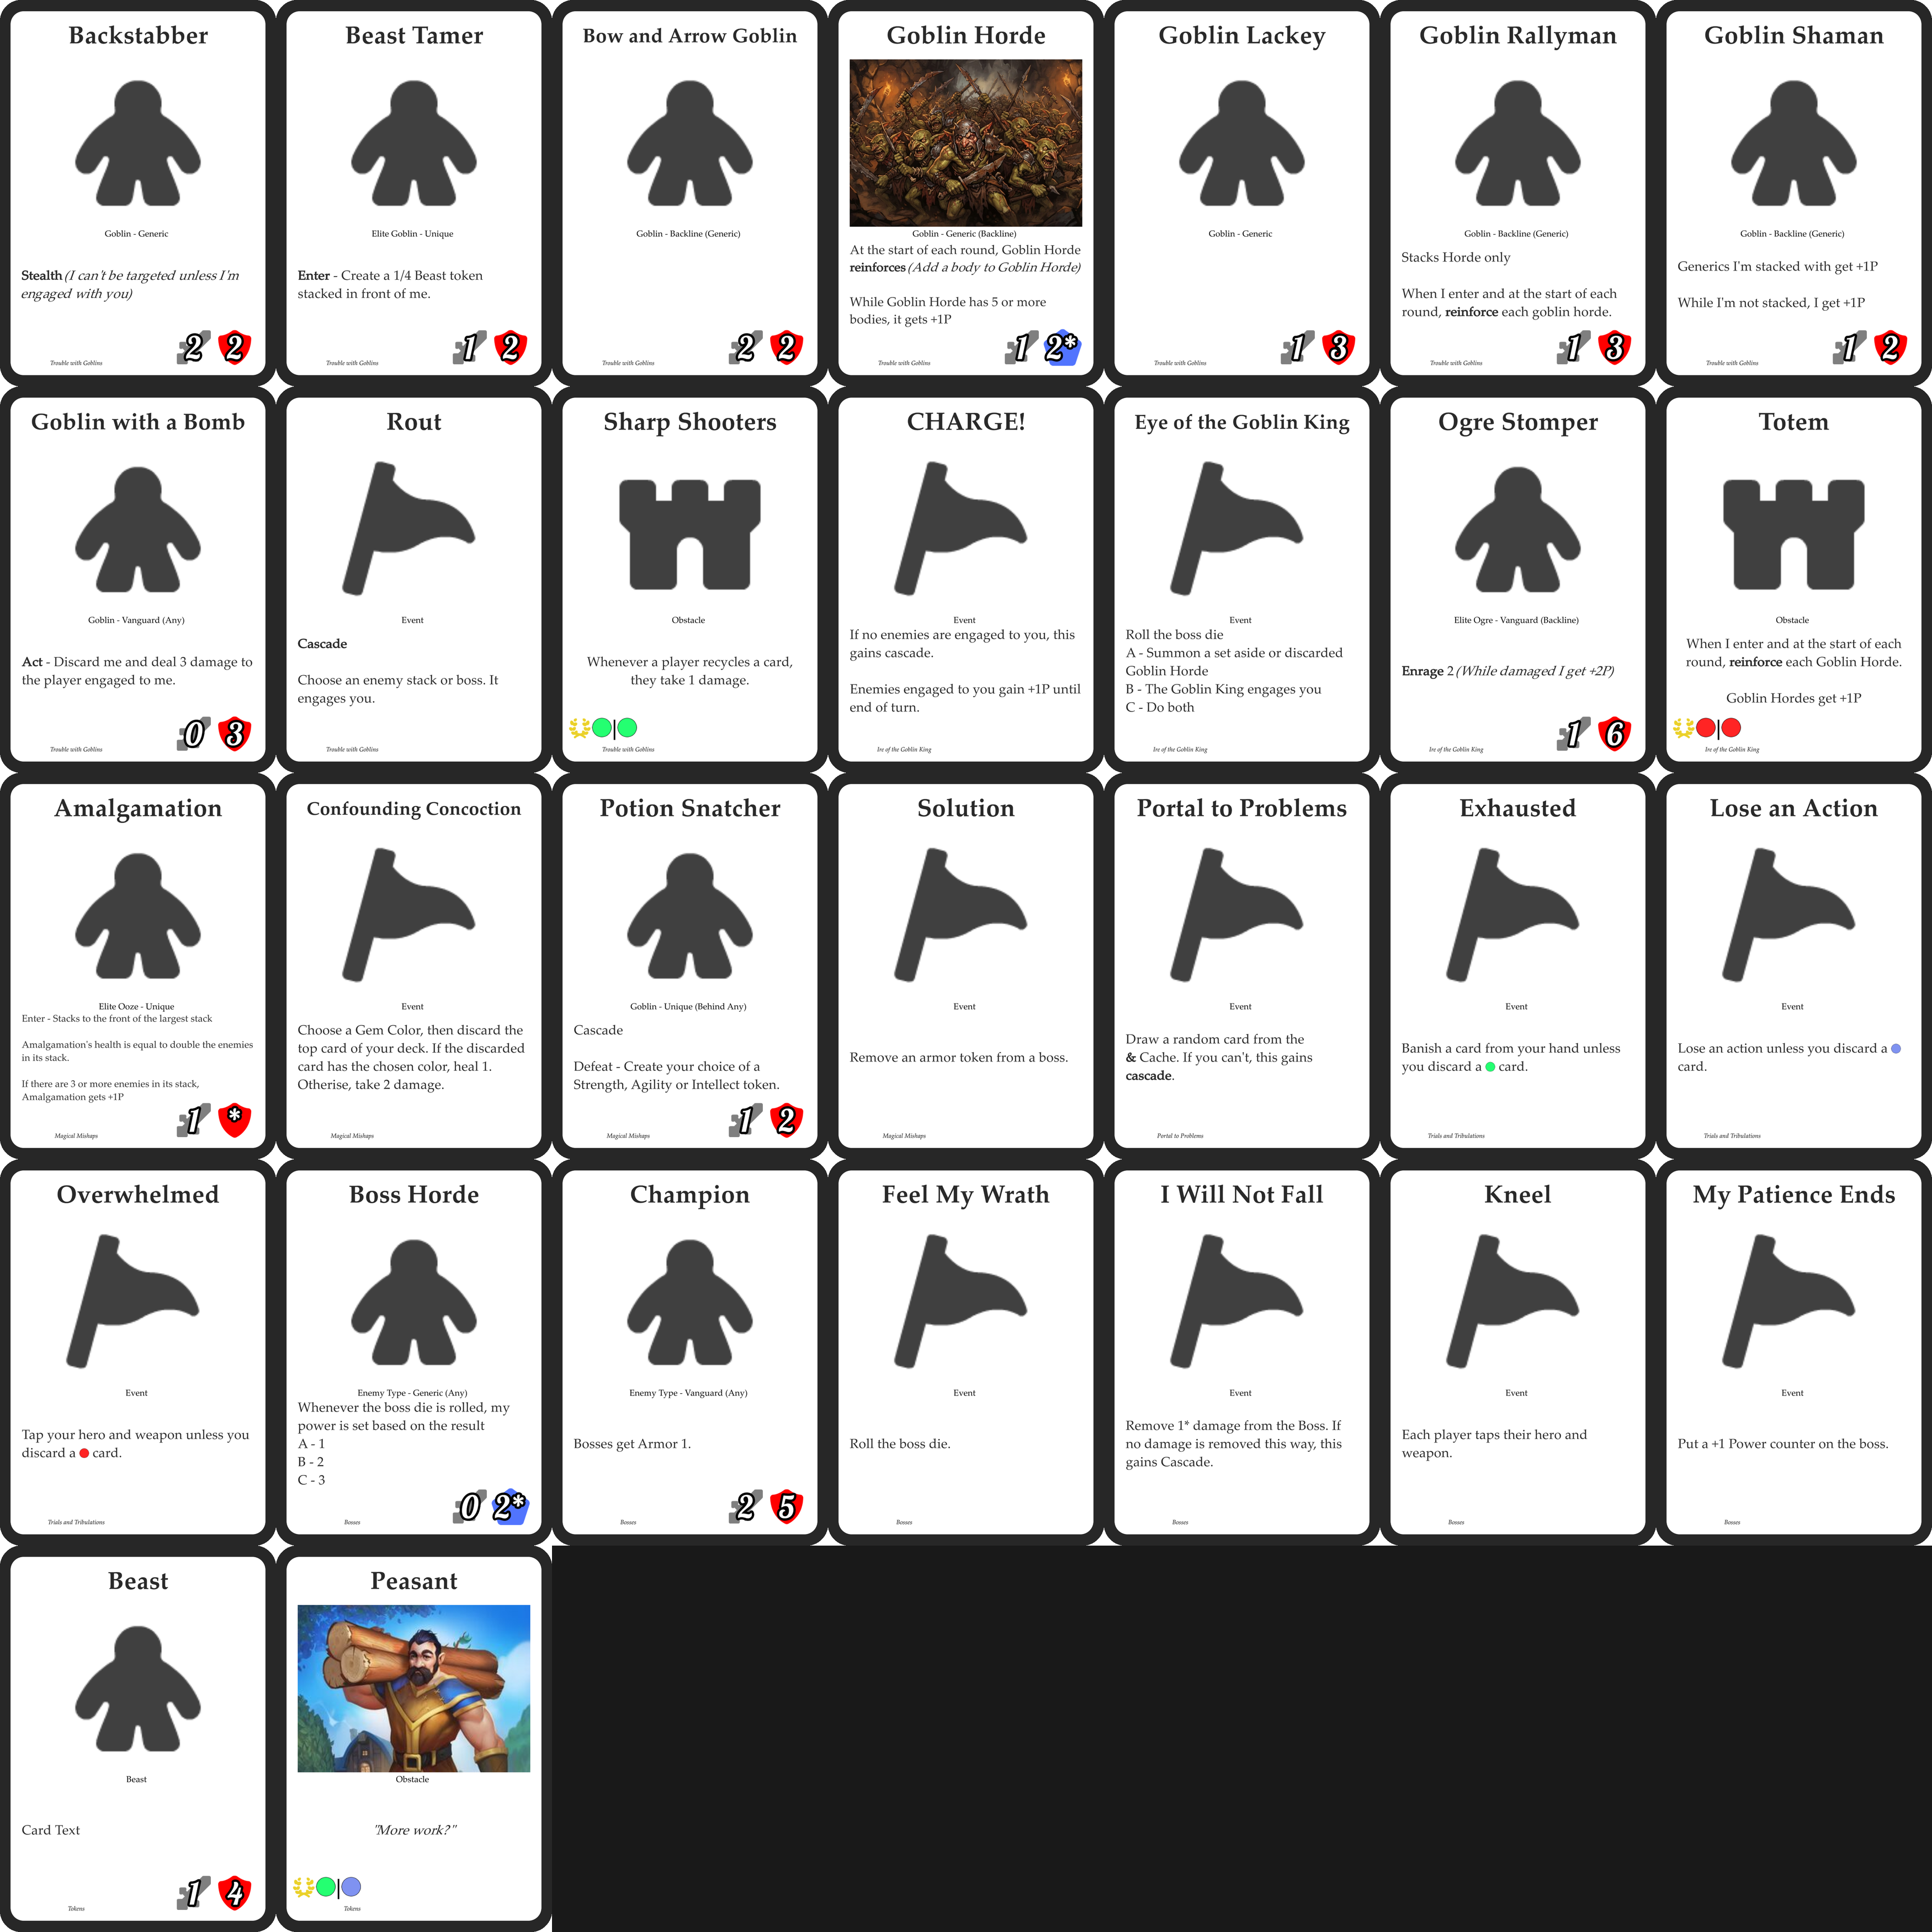 Backstabber
Goblin - Generic
Stealth (I can't be targeted unless I'm
engaged with you)
2 2
Trouble with Goblins
Beast Tamer
Elite Goblin - Unique
Enter - Create a 1/4 Beast token
stacked in front of me.
1 2
Trouble with Goblins
Bow and Arrow Goblin
Goblin - Backline (Generic)
2 2
Trouble with Goblins
Goblin Horde
Goblin - Generic (Backline)
At the start of each round, Goblin Horde
reinforces (Add a body to Goblin Horde)
While Goblin Horde has 5 or more
bodies, it gets +1P
1 2*
Trouble with Goblins
Goblin Lackey
Goblin - Generic
1 3
Trouble with Goblins
Goblin Rallyman
Goblin - Backline (Generic)
Stacks Horde only
When I enter and at the start of each
round, reinforce each goblin horde.
1 3
Trouble with Goblins
Goblin Shaman
Goblin - Backline (Generic)
Generics I'm stacked with get +1P
While I'm not stacked, I get +1P
1 2
Trouble with Goblins
Goblin with a Bomb
Goblin - Vanguard (Any)
Act - Discard me and deal 3 damage to
the player engaged to me.
0 3
Trouble with Goblins
Rout
Event
Cascade
Choose an enemy stack or boss. It
engages you.
Trouble with Goblins
Sharp Shooters
Obstacle
Whenever a player recycles a card,
they take 1 damage.
Trouble with Goblins
CHARGE!
Event
If no enemies are engaged to you, this
gains cascade.
Enemies engaged to you gain +1P until
end of turn.
Ire of the Goblin King
Eye of the Goblin King
Event
Roll the boss die
A - Summon a set aside or discarded
Goblin Horde
B - The Goblin King engages you
C - Do both
Ire of the Goblin King
Ogre Stomper
Elite Ogre - Vanguard (Backline)
Enrage 2 (While damaged I get +2P)
1 6
Ire of the Goblin King
Totem
Obstacle
When I enter and at the start of each
round, reinforce each Goblin Horde.
Goblin Hordes get +1P
Ire of the Goblin King
Amalgamation
Elite Ooze - Unique
Enter - Stacks to the front of the largest stack
Amalgamation's health is equal to double the enemies
in its stack.
If there are 3 or more enemies in its stack,
Amalgamation gets +1P
1 *
Magical Mishaps
Confounding Concoction
Event
Choose a Gem Color, then discard the
top card of your deck. If the discarded
card has the chosen color, heal 1.
Otherise, take 2 damage.
Magical Mishaps
Potion Snatcher
Goblin - Unique (Behind Any)
Cascade
Defeat - Create your choice of a
Strength, Agility or Intellect token.
1 2
Magical Mishaps
Solution
Event
Remove an armor token from a boss.
Magical Mishaps
Portal to Problems
Event
Draw a random card from the
& Cache. If you can't, this gains
cascade.
Portal to Problems
Exhausted
Event
Banish a card from your hand unless
you discard a card.
Trials and Tribulations
Lose an Action
Event
Lose an action unless you discard a
card.
Trials and Tribulations
Overwhelmed
Event
Tap your hero and weapon unless you
discard a card.
Trials and Tribulations
Boss Horde
Enemy Type - Generic (Any)
Whenever the boss die is rolled, my
power is set based on the result
A - 1
B - 2
C - 3
0 2*
Bosses
Champion
Enemy Type - Vanguard (Any)
Bosses get Armor 1.
2 5
Bosses
Feel My Wrath
Event
Roll the boss die.
Bosses
I Will Not Fall
Event
Remove 1* damage from the Boss. If
no damage is removed this way, this
gains Cascade.
Bosses
Kneel
Event
Each player taps their hero and
weapon.
Bosses
My Patience Ends
Event
Put a +1 Power counter on the boss.
Bosses
Beast
Beast
Card Text
1 4
Tokens
Peasant
Obstacle
"More work?"
Tokens